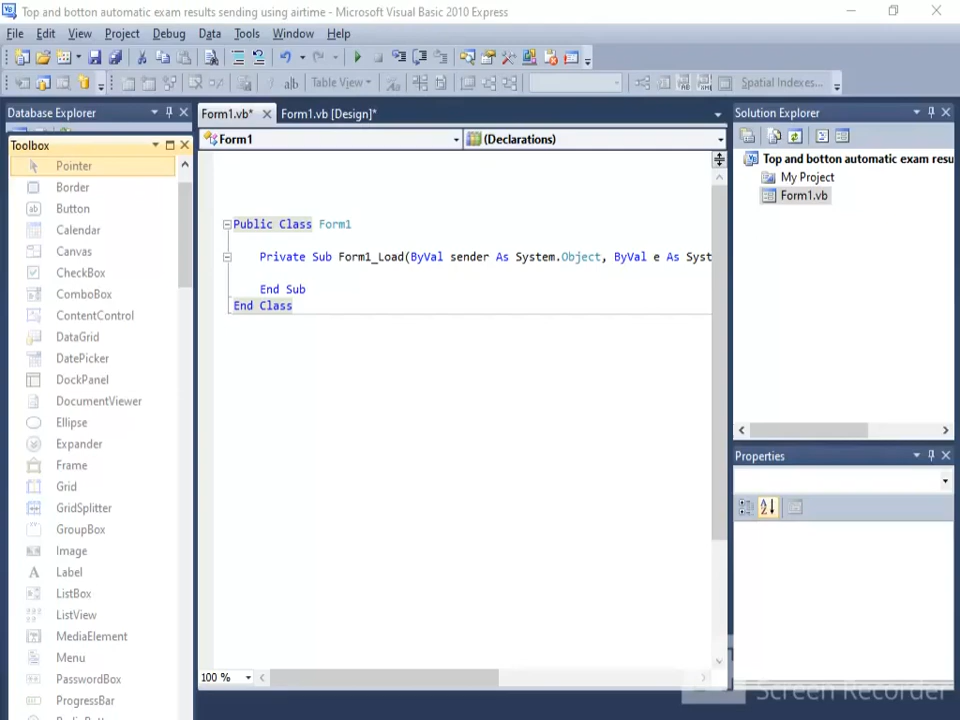 Top and botton automatic exam results sending using airtime - Microsoft Visual Basic 2010 Express
File Edit View Project Debug Data Tools Window Help
Table View
Spatial Indexes...
Database Explorer
Toolbox
Pointer
Border
Button
Calendar
Canvas
CheckBox
ComboBox
ContentControl
DataGrid
DatePicker
DockPanel
DocumentViewer
Ellipse
Expander
Frame
Grid
GridSplitter
GroupBox
Image
Label
ListBox
ListView
MediaElement
Menu
PasswordBox
ProgressBar
Form1.vb* Form1.vb [Design]*
Form1 (Declarations)
Public Class Form1
Private Sub Form1_Load(ByVal sender As System.Object, ByVal e As Syst
End Sub
End Class
100 %
Solution Explorer
Top and botton automatic exam resu
My Project
Form1.vb
Properties
Screen Recorder